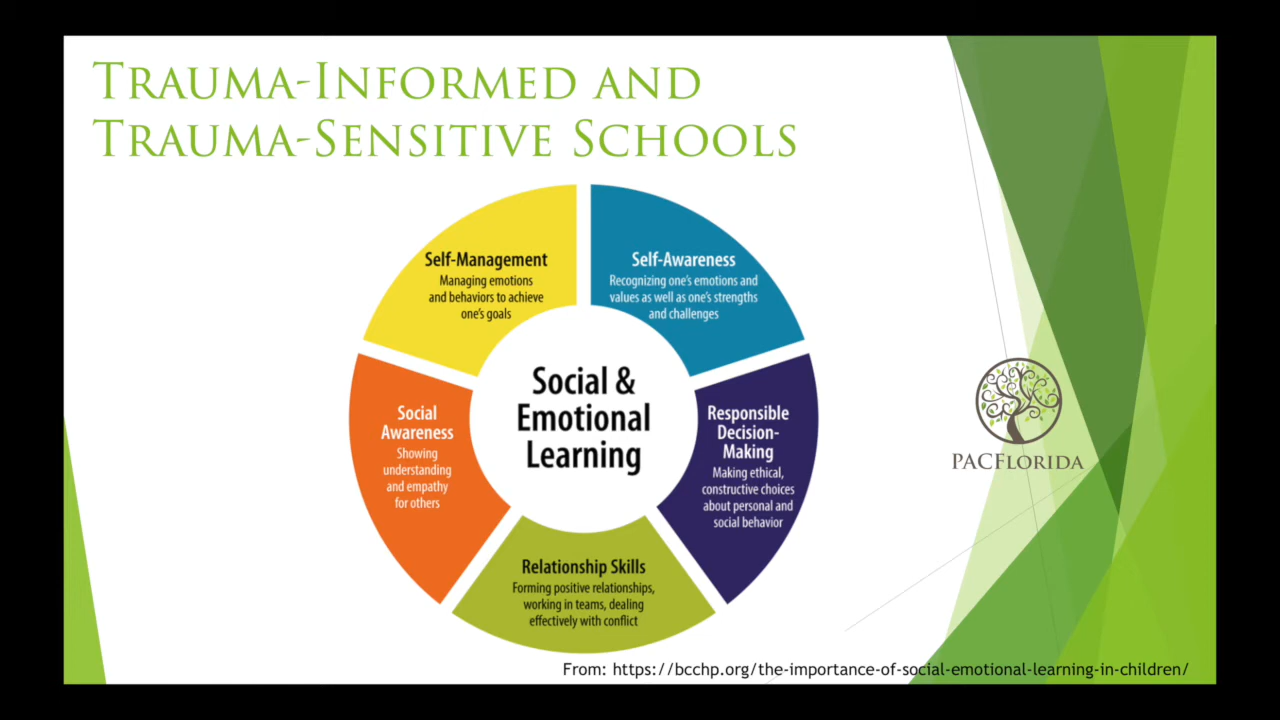 TRAUMA-INFORMED AND
TRAUMA-SENSITIVE SCHOOLS
Self-Management
Managing emotions
and behaviors to achieve
one's goals
Self-Awareness
Recognizing one's emotions and
values as well as one's strengths
and challenges
Social
Awareness
Showing
understanding
and empathy
for others
Social &
Emotional
Learning
Responsible
Decision-
Making
Making ethical,
constructive choices
about personal and
social behavior
Relationship Skills
Forming positive relationships,
working in teams, dealing
effectively with conflict
PACFLORIDA
From: https://bcchp.org/the-importance-of-social-emotional-learning-in-children/